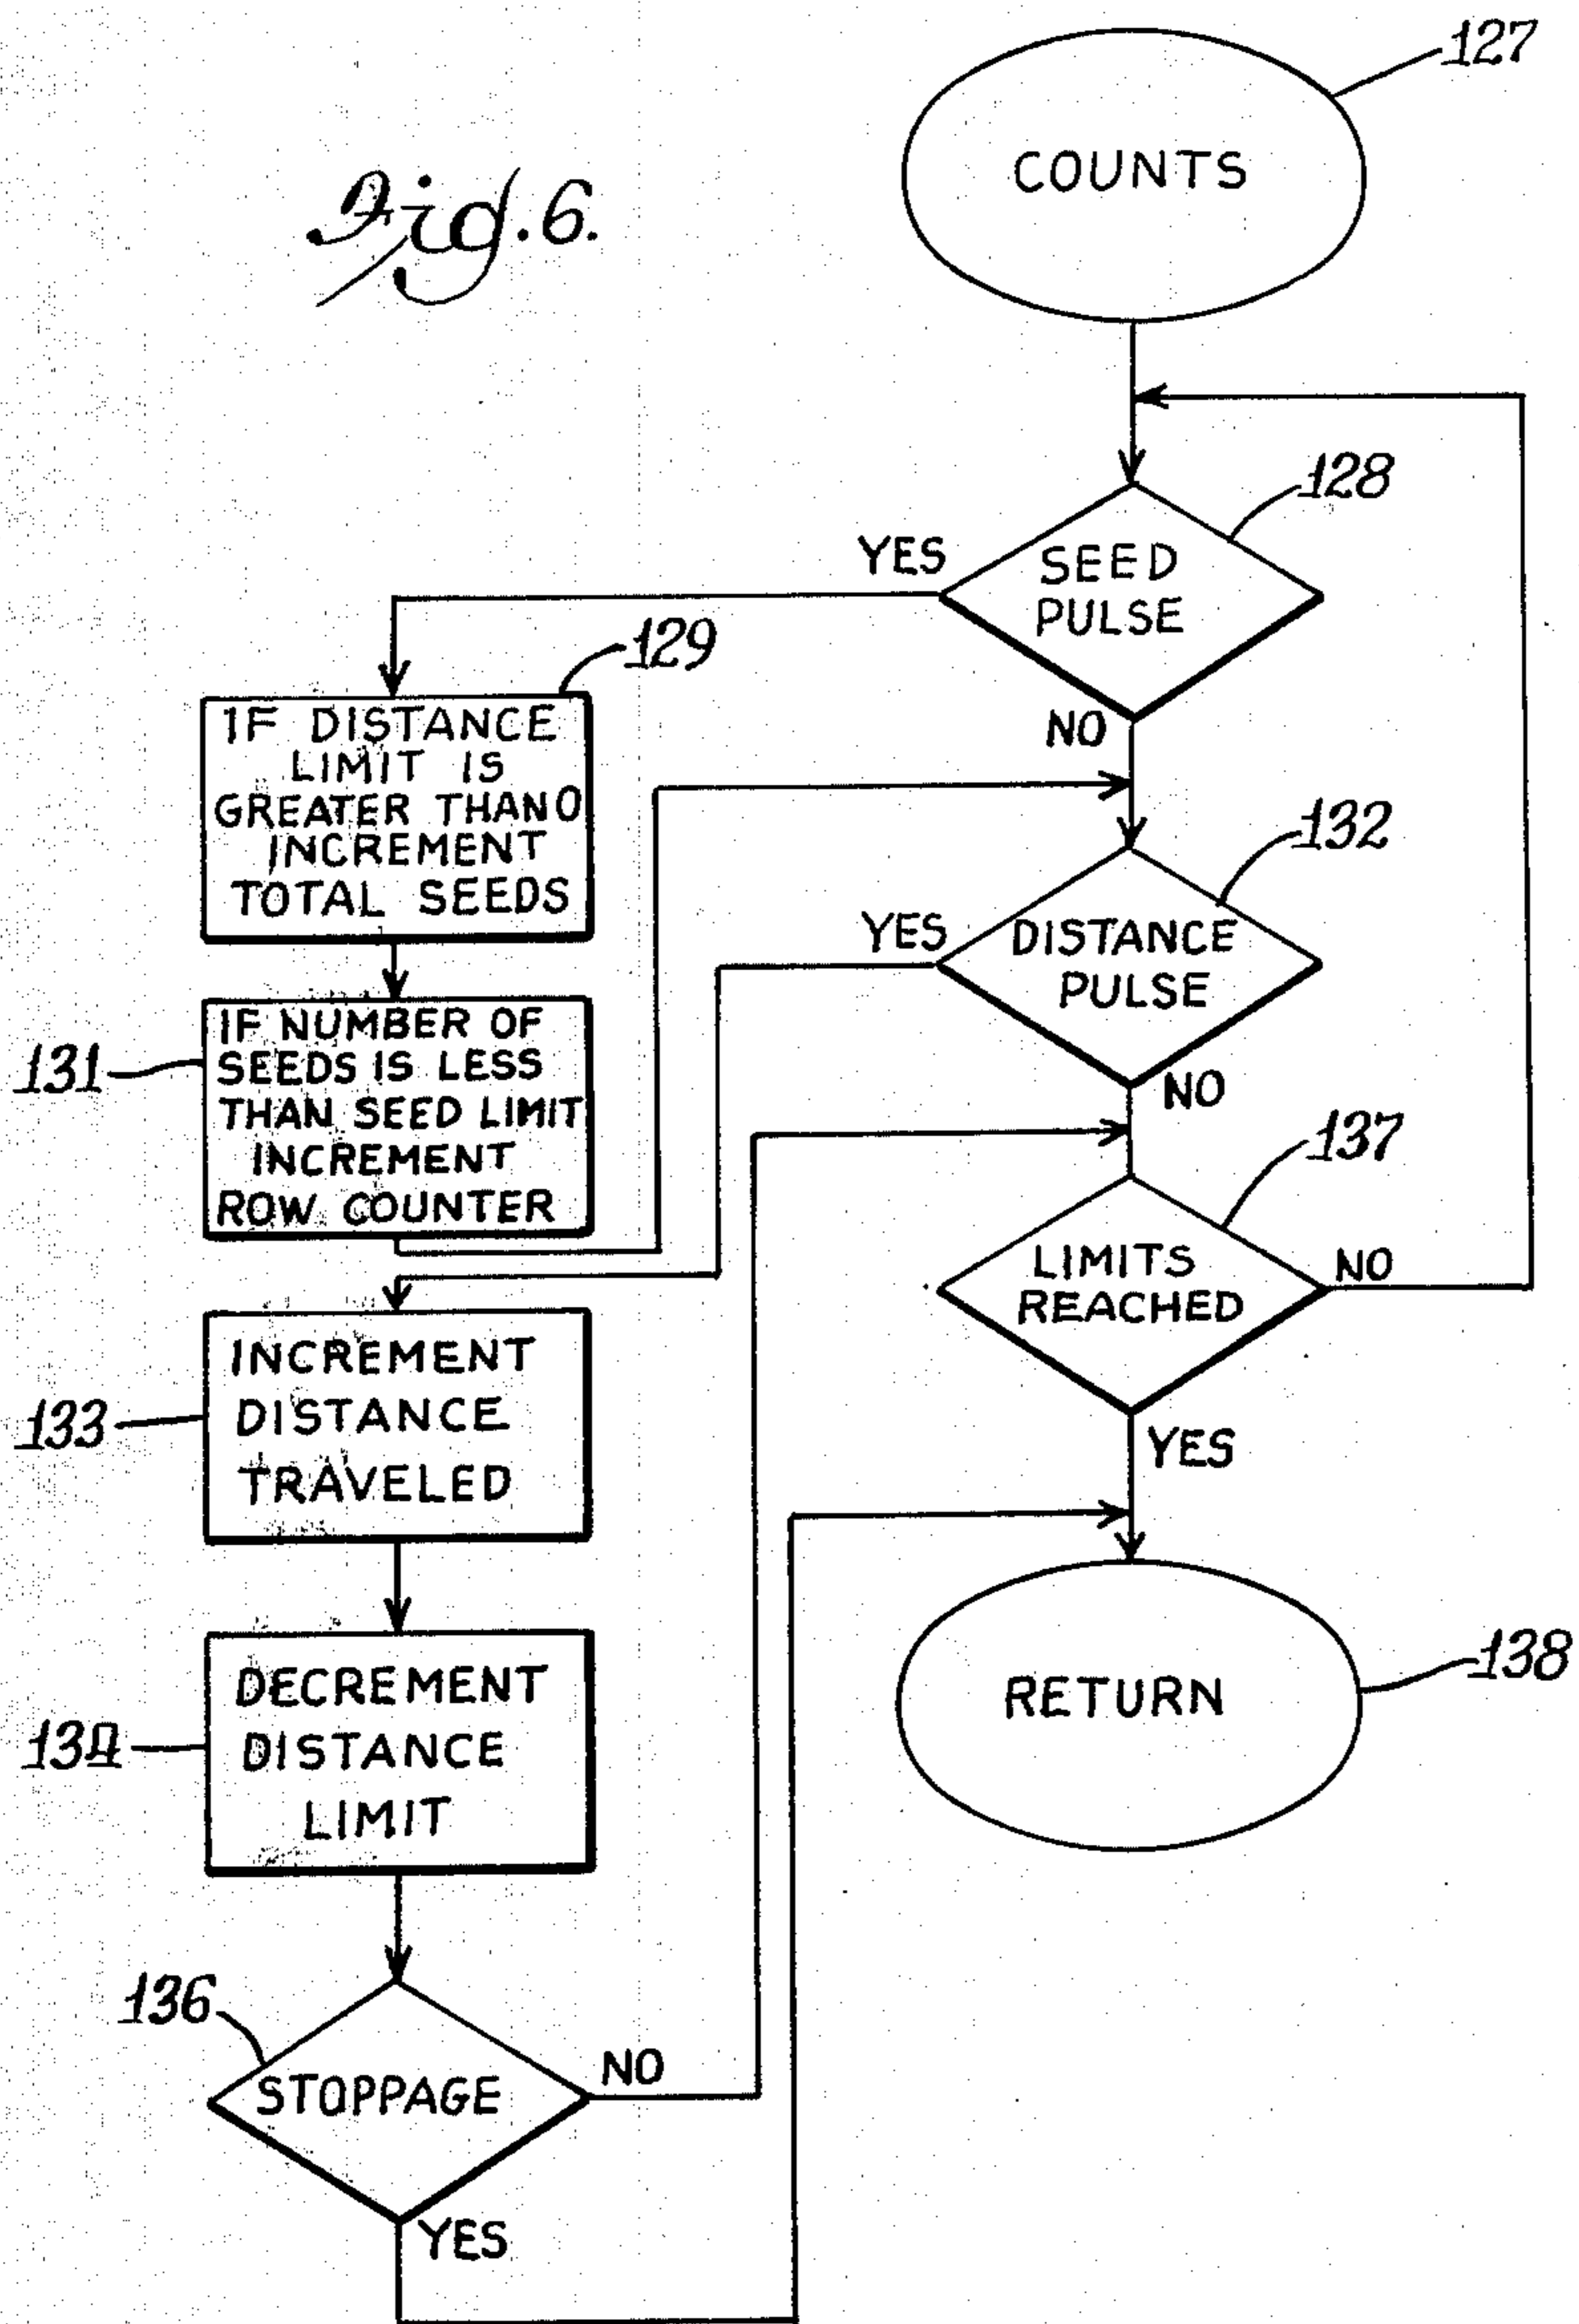 Fig. 6.
127
COUNTS
128
YES
SEED
PULSE
NO
129
IF DISTANCE
LIMIT IS
GREATER THAN 0
INCREMENT
TOTAL SEEDS
131
IF NUMBER OF
SEEDS IS LESS
THAN SEED LIMIT
INCREMENT
ROW COUNTER
132
YES
DISTANCE
PULSE
NO
133
INCREMENT
DISTANCE
TRAVELED
134
DECREMENT
DISTANCE
LIMIT
136
STOPPAGE
NO
YES
137
LIMITS
REACHED
NO
YES
138
RETURN